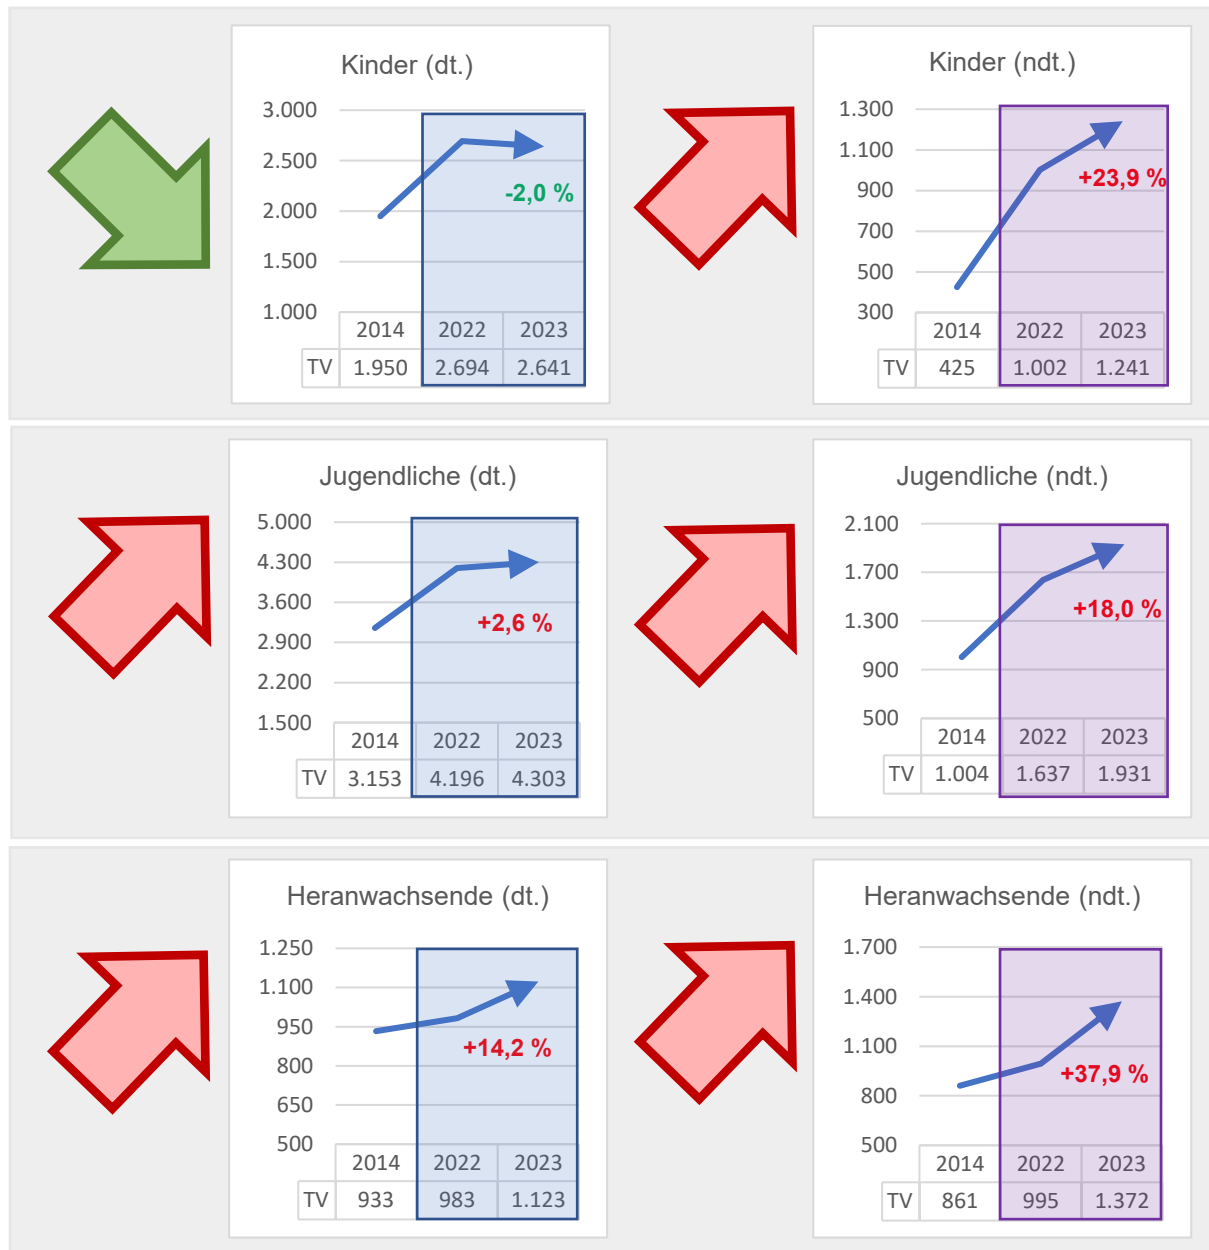 Kinder (dt.)
3.000
2.500
2.000
1.500
1.000
-2,0 %
2014 2022 2023
TV 1.950 2.694 2.641
Kinder (ndt.)
1.300
1.100
900
700
500
300
+23,9 %
2014 2022 2023
TV 425 1.002 1.241
Jugendliche (dt.)
5.000
4.300
3.600
2.900
2.200
1.500
+2,6 %
2014 2022 2023
TV 3.153 4.196 4.303
Jugendliche (ndt.)
2.100
1.700
1.300
900
500
+18,0 %
2014 2022 2023
TV 1.004 1.637 1.931
Heranwachsende (dt.)
1.250
1.100
950
800
650
500
+14,2 %
2014 2022 2023
TV 933 983 1.123
Heranwachsende (ndt.)
1.700
1.400
1.100
800
500
+37,9 %
2014 2022 2023
TV 861 995 1.372